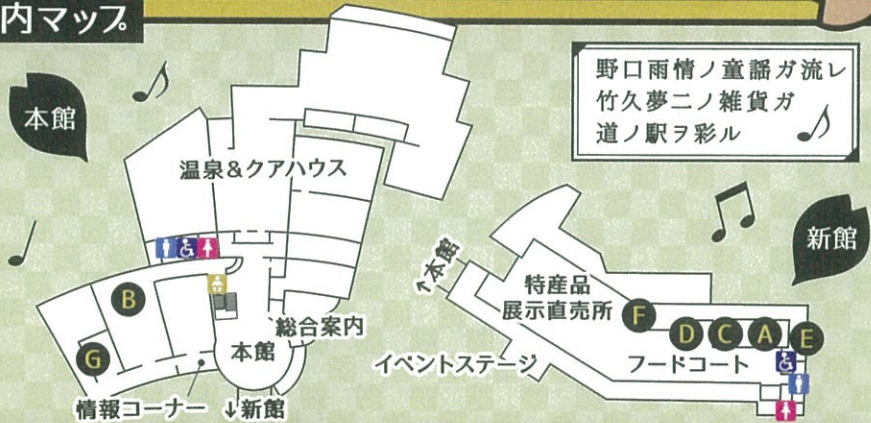 内マップ
本館
野口雨情ノ童謡ガ流レ
竹久夢二ノ雑貨ガ
道ノ駅ヲ彩ル
温泉&クアハウス
B
G
総合案内
本館
情報コーナー
↓新館
新館
↑本館
特産品
展示直売所
F
D
C
A
E
イベントステージ
フードコート